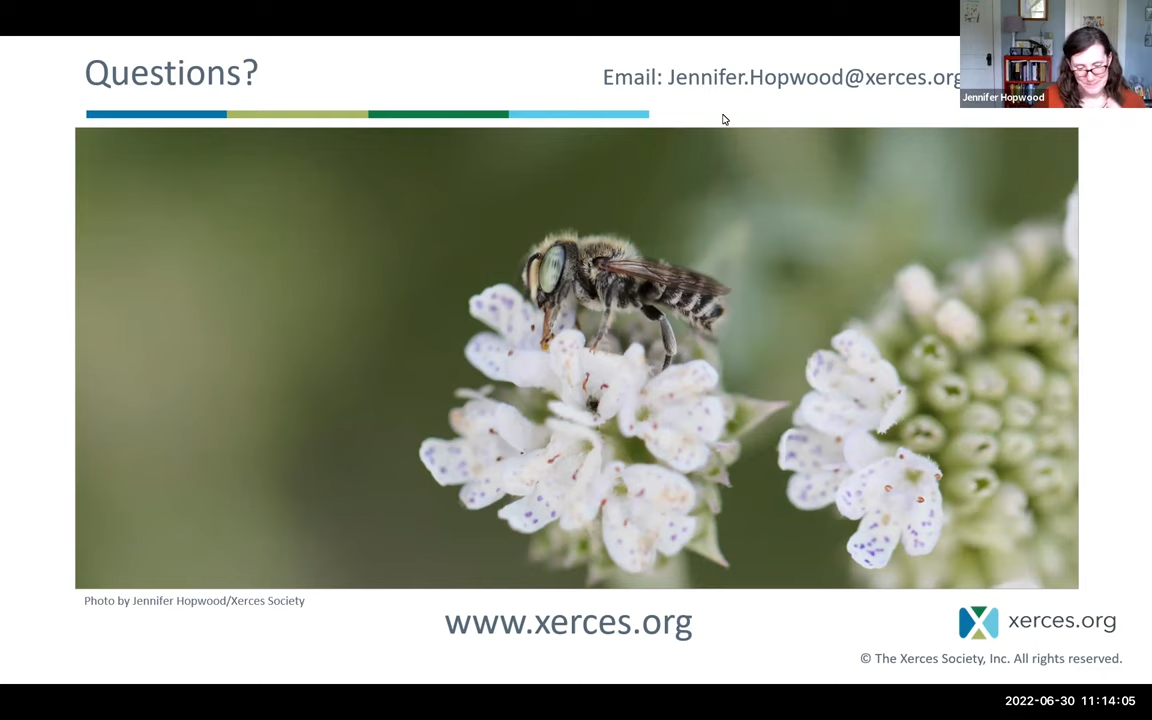 Questions?
Email: Jennifer.Hopwood@xerces.org
Jennifer Hopwood
Photo by Jennifer Hopwood/Xerces Society
www.xerces.org
xerces.org
© The Xerces Society, Inc. All rights reserved.
2022-06-30 11:14:05